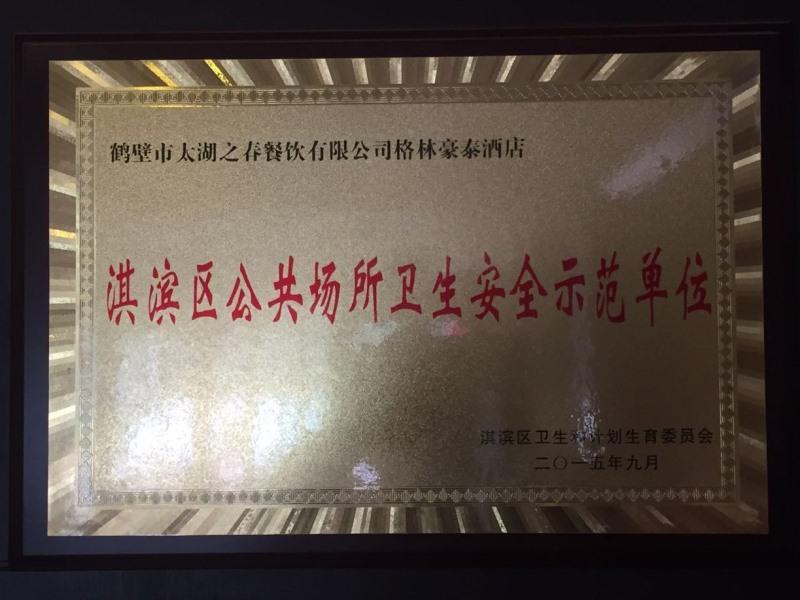 鹤壁市太湖之春餐饮有限公司格林豪泰酒店
淇滨区公共场所卫生安全示范单位
淇滨区卫生和计划生育委员会
二〇一五年九月